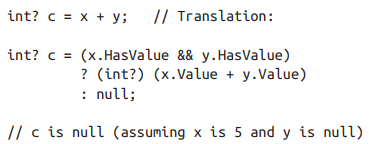 int? c = x + y;   // Translation:
int? c = (x.HasValue && y.HasValue)
         ? (int?) (x.Value + y.Value)
         : null;
// c is null (assuming x is 5 and y is null)